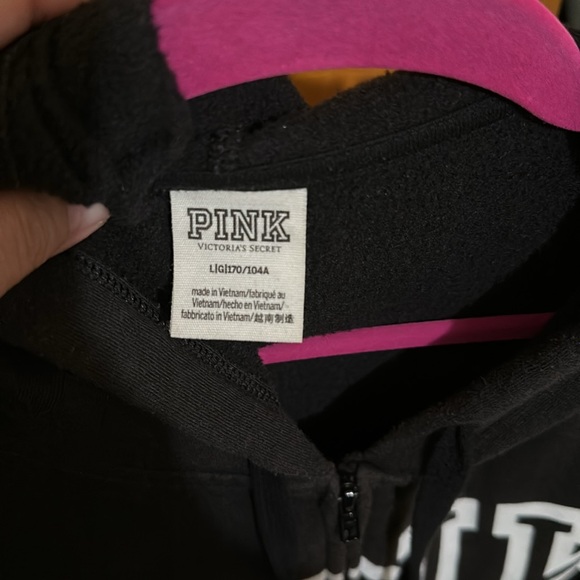 PINK
VICTORIA'S SECRET
L|G|170/104A
made in Vietnam/fabriqué au
Vietnam/hecho en Vietnam/
fabbricato in Vietnam/越南制造